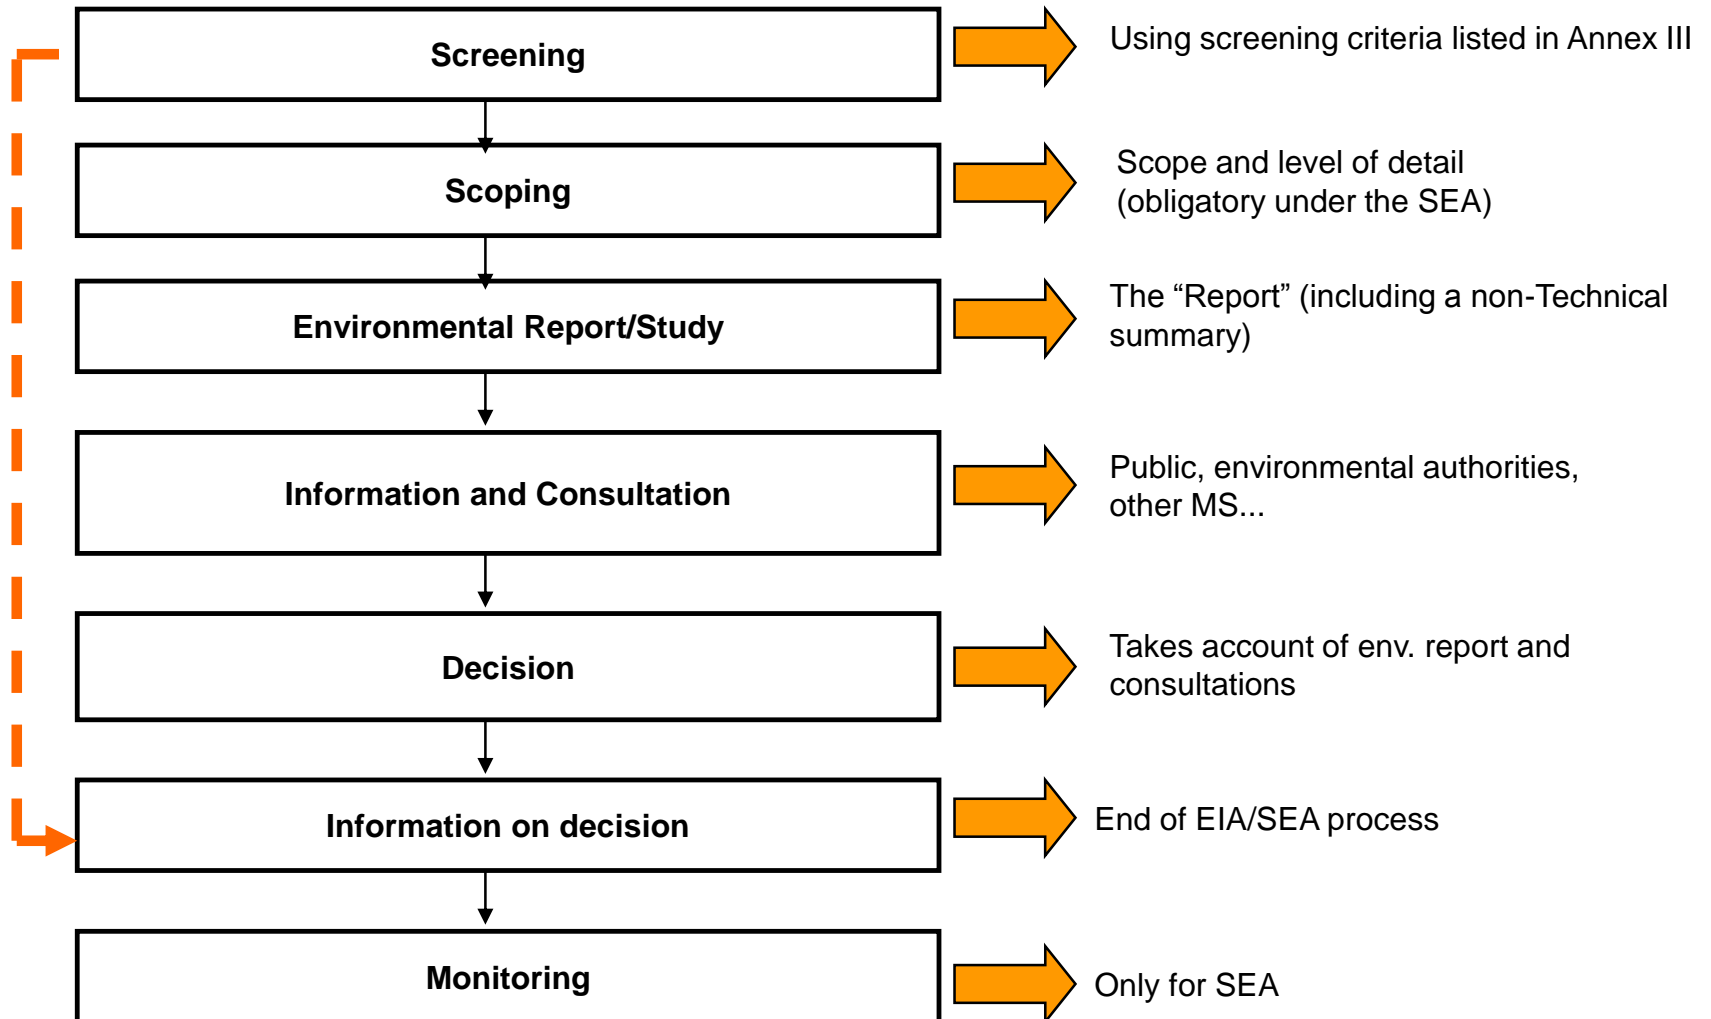 Screening
Using screening criteria listed in Annex III
Scoping
Scope and level of detail
(obligatory under the SEA)
Environmental Report/Study
The “Report” (including a non-Technical
summary)
Information and Consultation
Public, environmental authorities,
other MS...
Decision
Takes account of env. report and
consultations
Information on decision
End of EIA/SEA process
Monitoring
Only for SEA